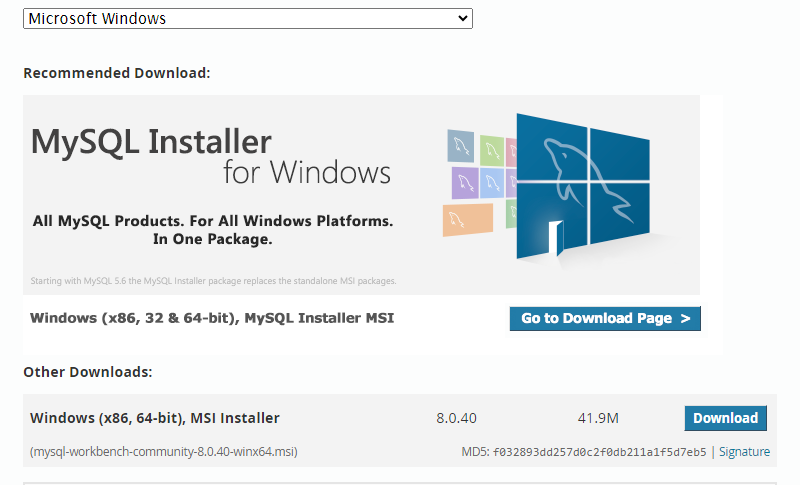 Microsoft Windows
Recommended Download:
MySQL Installer
for Windows
All MySQL Products. For All Windows Platforms.
In One Package.
Starting with MySQL 5.6 the MySQL Installer package replaces the standalone MSI packages.
Windows (x86, 32 & 64-bit), MySQL Installer MSI
Go to Download Page >
Other Downloads:
Windows (x86, 64-bit), MSI Installer 8.0.40 41.9M Download
(mysql-workbench-community-8.0.40-winx64.msi) MD5: f032893dd257d0c2f0db211a1f5d7eb5 | Signature